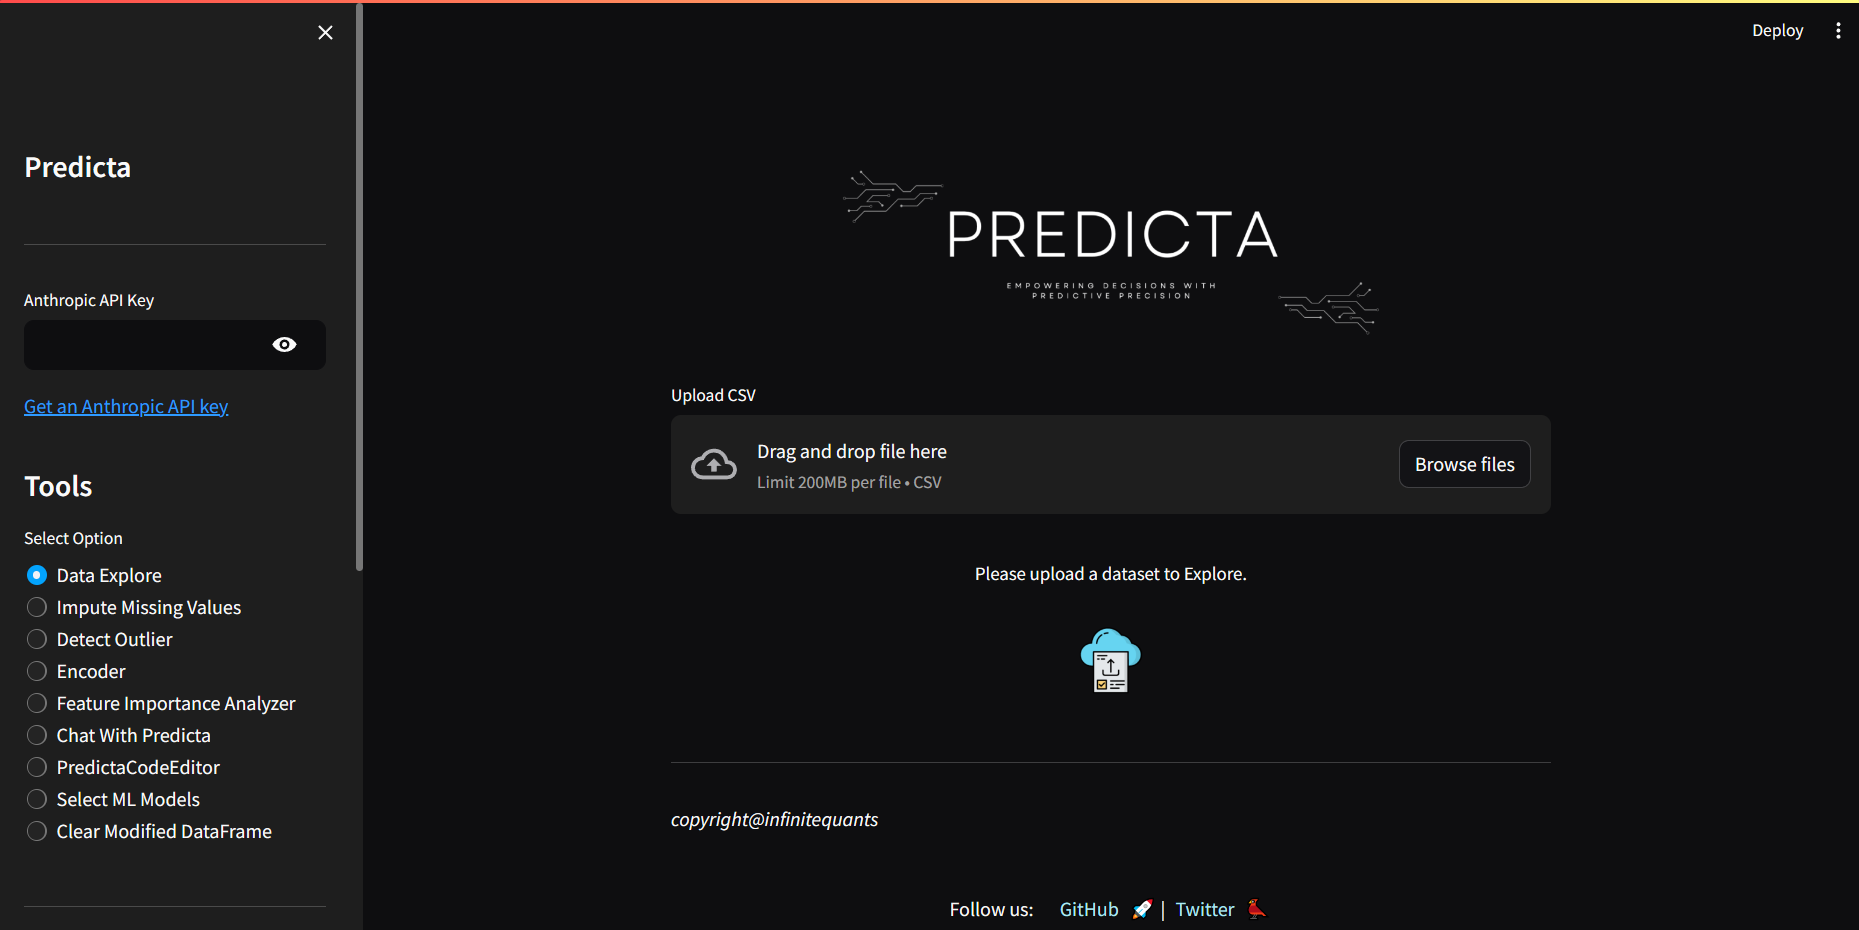 Deploy
Predicta
Anthropic API Key
Get an Anthropic API key
Tools
Select Option
Data Explore
Impute Missing Values
Detect Outlier
Encoder
Feature Importance Analyzer
Chat With Predicta
PredictaCodeEditor
Select ML Models
Clear Modified DataFrame
PREDICTA
EMPOWERING DECISIONS WITH
PREDICTIVE PRECISION
Upload CSV
Drag and drop file here
Limit 200MB per file • CSV
Browse files
Please upload a dataset to Explore.
copyright@infinitequants
Follow us: GitHub 🚀 | Twitter 🐦